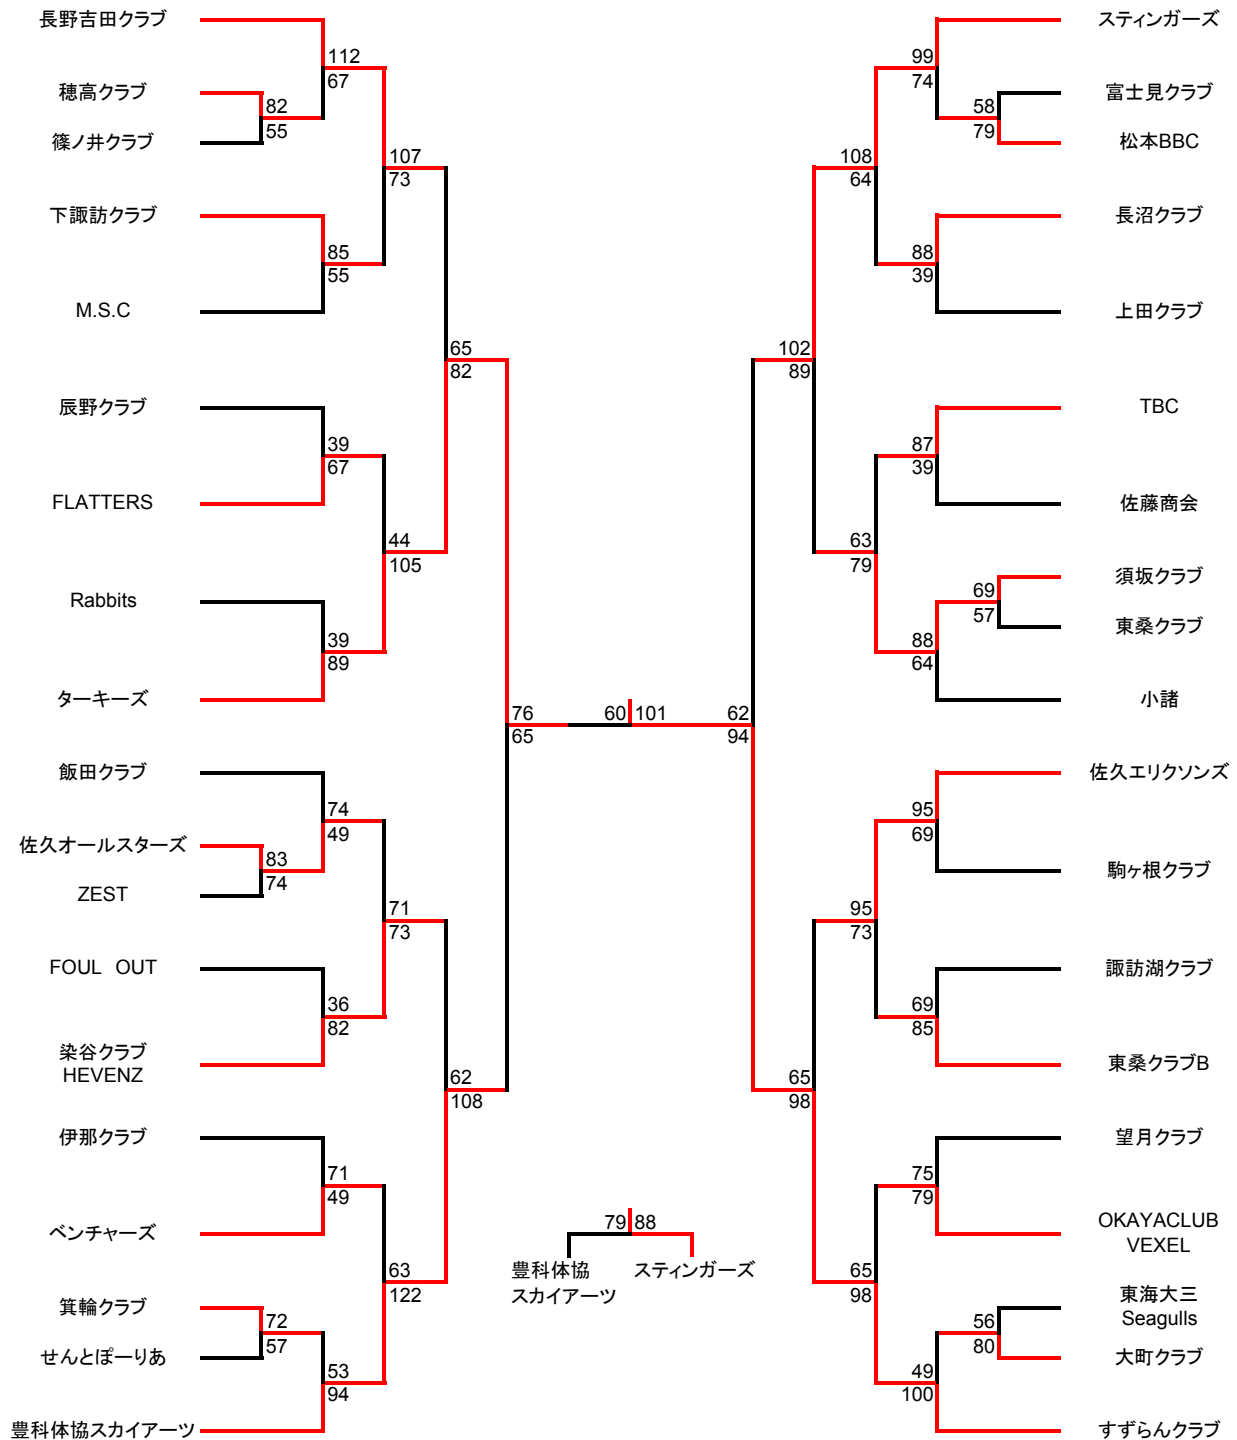 長野吉田クラブ
112
67
穂高クラブ
82
55
篠ノ井クラブ
107
73
下諏訪クラブ
85
55
M.S.C
65
82
辰野クラブ
39
67
FLATTERS
44
105
Rabbits
39
89
ターキーズ
76
65
飯田クラブ
74
49
佐久オールスターズ
83
74
ZEST
71
73
FOUL OUT
36
82
染谷クラブ
HEVENZ
62
108
伊那クラブ
71
49
ベンチャーズ
63
122
箕輪クラブ
72
57
せんとぽーりあ
53
94
豊科体協スカイアーツ
60 101
79 88
豊科体協
スカイアーツ
スティンガーズ
スティンガーズ
99
74
富士見クラブ
58
79
松本BBC
108
64
長沼クラブ
88
39
上田クラブ
102
89
TBC
87
39
佐藤商会
63
79
須坂クラブ
69
57
東桑クラブ
88
64
小諸
62
94
佐久エリクソンズ
95
69
駒ヶ根クラブ
95
73
諏訪湖クラブ
69
85
東桑クラブB
65
98
望月クラブ
75
79
OKAYACLUB
VEXEL
65
98
東海大三
Seagulls
56
80
大町クラブ
49
100
すずらんクラブ